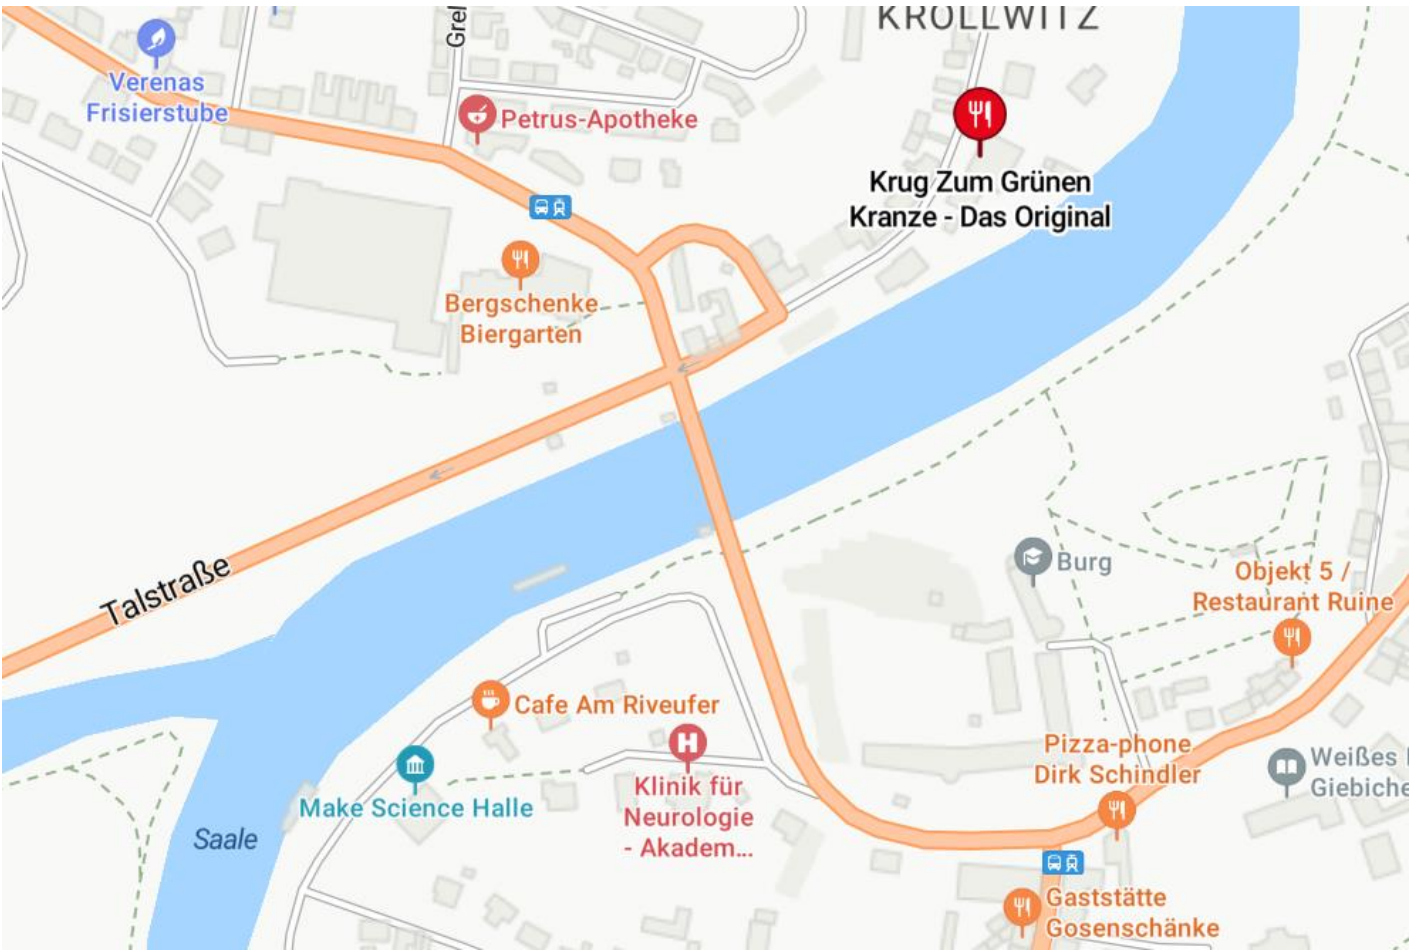 KRÖLLWITZ
Verenas
Frisierstube
Petrus-Apotheke
Krug Zum Grünen
Kranze - Das Original
Bergschenke
Biergarten
Talstraße
Burg
Objekt 5 /
Restaurant Ruine
Cafe Am Riveufer
H
Klinik für
Neurologie
- Akadem...
Make Science Halle
Pizza-phone
Dirk Schindler
Weißes
Giebiche
Saale
Gaststätte
Gosenschänke